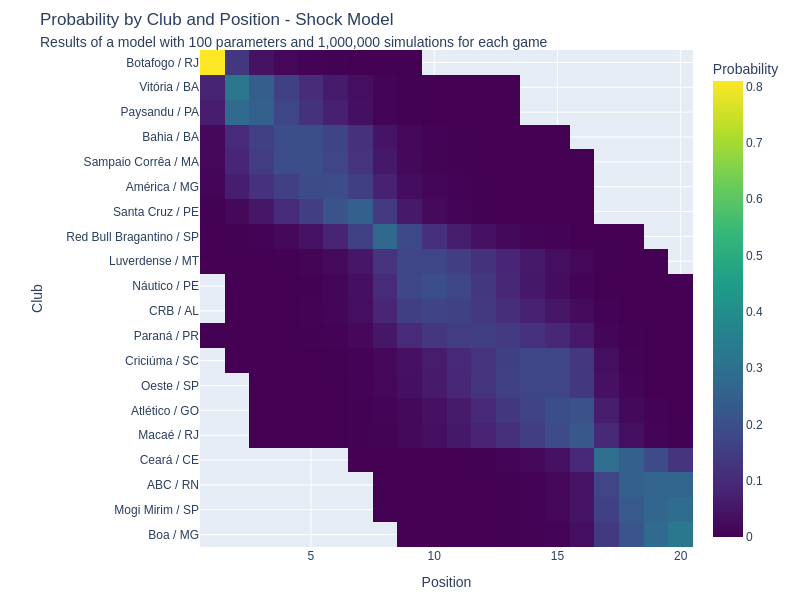 Probability by Club and Position - Shock Model
Results of a model with 100 parameters and 1,000,000 simulations for each game
Botafogo / RJ
Vitória / BA
Paysandu / PA
Bahia / BA
Sampaio Corrêa / MA
América / MG
Santa Cruz / PE
Red Bull Bragantino / SP
Luverdense / MT
Náutico / PE
CRB / AL
Paraná / PR
Criciúma / SC
Oeste / SP
Atlético / GO
Macaé / RJ
Ceará / CE
ABC / RN
Mogi Mirim / SP
Boa / MG
Club
5
10
15
20
Position
Probability
0.8
0.7
0.6
0.5
0.4
0.3
0.2
0.1
0